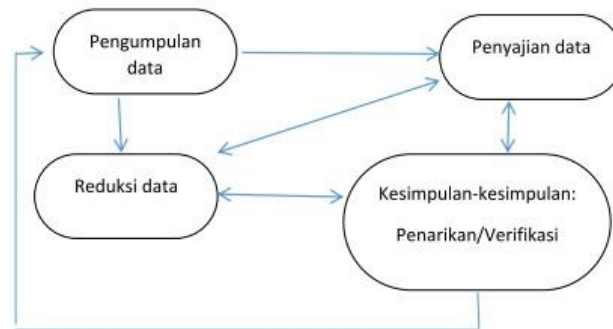 Pengumpulan
data
Penyajian data
Reduksi data
Kesimpulan-kesimpulan:
Penarikan/Verifikasi